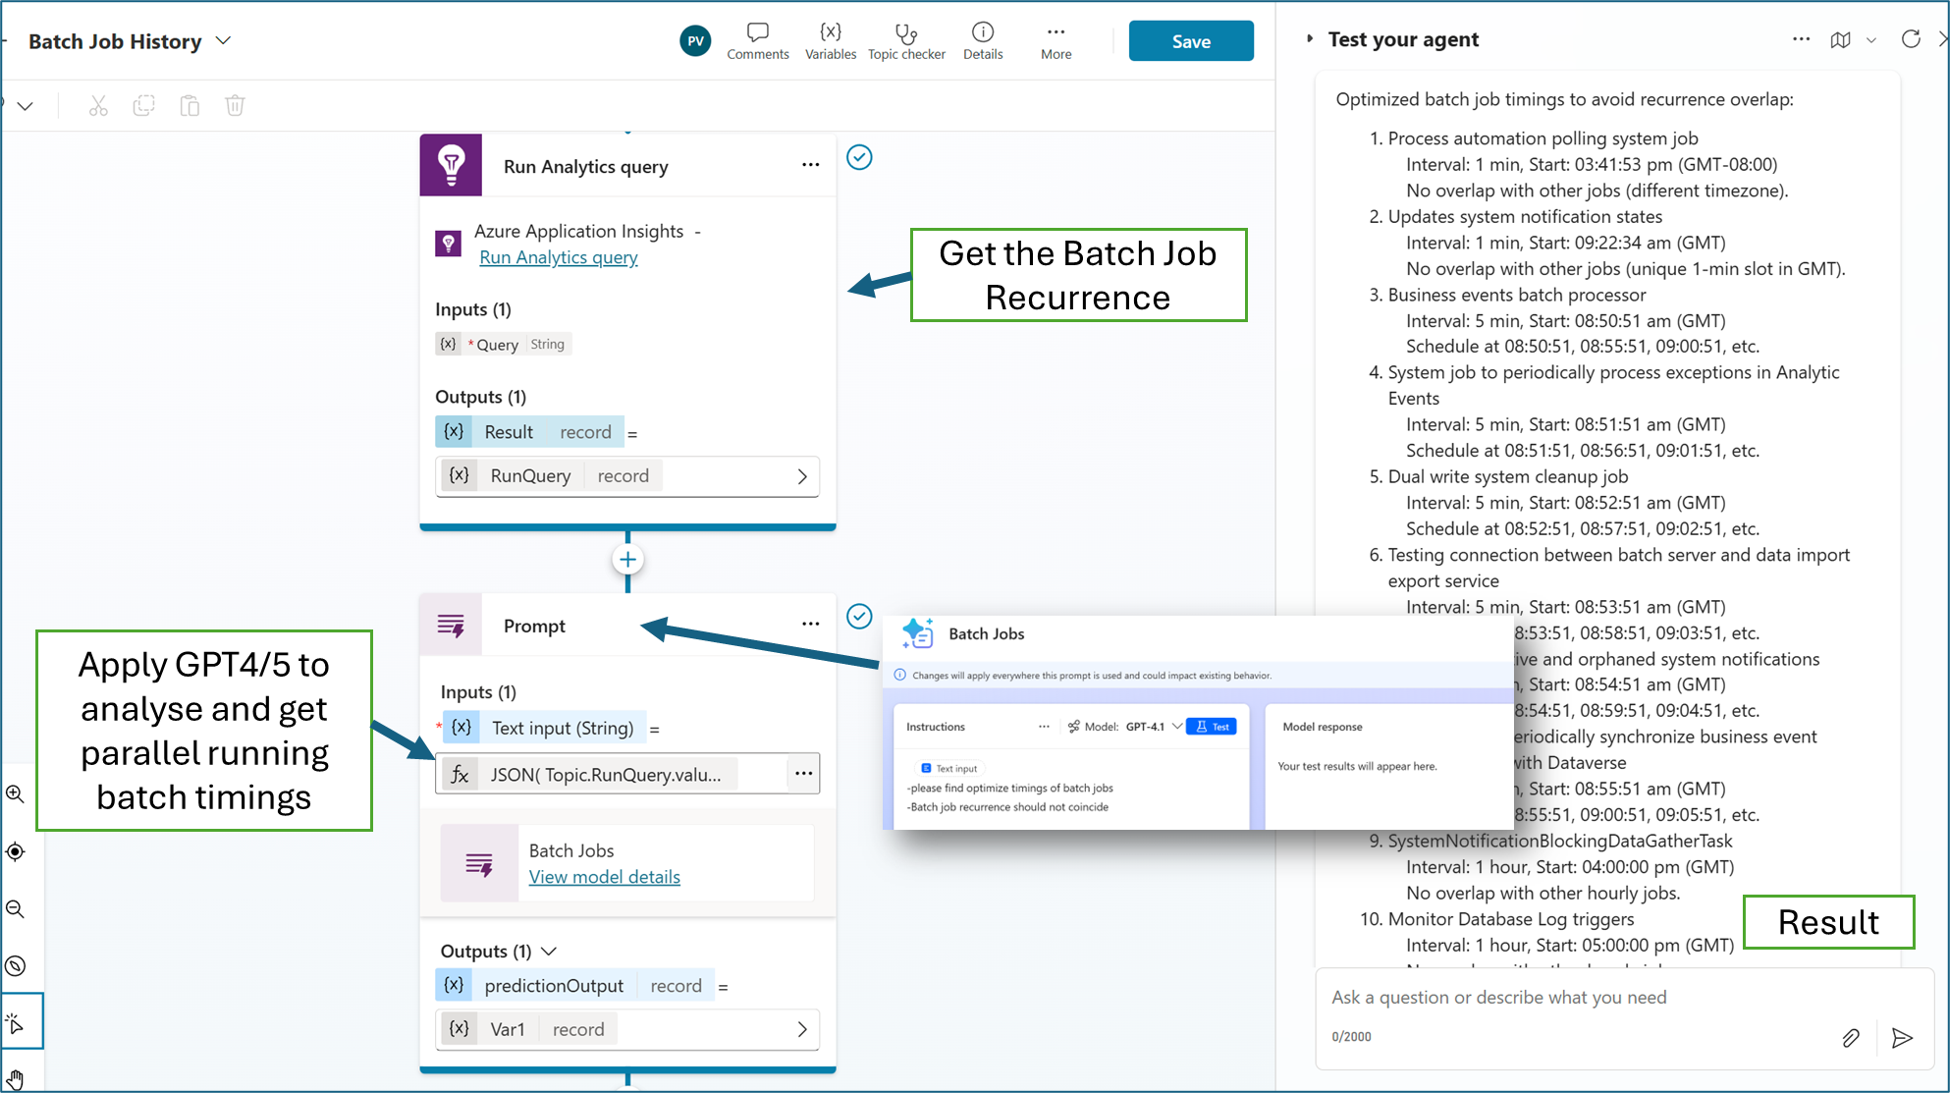 Batch Job History
PV
Comments
{x}
Variables
Topic checker
Details
More
Save
Run Analytics query
Azure Application Insights -
Run Analytics query
Inputs (1)
{x} * Query String
Outputs (1)
{x} Result record =
{x} RunQuery record
Get the Batch Job
Recurrence
Prompt
Inputs (1)
* {x} Text input (String) =
fx JSON( Topic.RunQuery.valu...
Batch Jobs
View model details
Outputs (1)
{x} predictionOutput record =
{x} Var1 record
Apply GPT4/5 to
analyse and get
parallel running
batch timings
Batch Jobs
Changes will apply everywhere this prompt is used and could impact existing behavior.
Instructions
Model: GPT-4.1
Test
Text input
-please find optimize timings of batch jobs
-Batch job recurrence should not coincide
Model response
Your test results will appear here.
Test your agent
Optimized batch job timings to avoid recurrence overlap:
1. Process automation polling system job
Interval: 1 min, Start: 03:41:53 pm (GMT-08:00)
No overlap with other jobs (different timezone).
2. Updates system notification states
Interval: 1 min, Start: 09:22:34 am (GMT)
No overlap with other jobs (unique 1-min slot in GMT).
3. Business events batch processor
Interval: 5 min, Start: 08:50:51 am (GMT)
Schedule at 08:50:51, 08:55:51, 09:00:51, etc.
4. System job to periodically process exceptions in Analytic
Events
Interval: 5 min, Start: 08:51:51 am (GMT)
Schedule at 08:51:51, 08:56:51, 09:01:51, etc.
5. Dual write system cleanup job
Interval: 5 min, Start: 08:52:51 am (GMT)
Schedule at 08:52:51, 08:57:51, 09:02:51, etc.
6. Testing connection between batch server and data import
export service
Interval: 5 min, Start: 08:53:51 am (GMT)
8:53:51, 08:58:51, 09:03:51, etc.
ive and orphaned system notifications
n, Start: 08:54:51 am (GMT)
8:54:51, 08:59:51, 09:04:51, etc.
eriodically synchronize business event
with Dataverse
n, Start: 08:55:51 am (GMT)
8:55:51, 09:00:51, 09:05:51, etc.
9. SystemNotificationBlockingDataGatherTask
Interval: 1 hour, Start: 04:00:00 pm (GMT)
No overlap with other hourly jobs.
10. Monitor Database Log triggers
Interval: 1 hour, Start: 05:00:00 pm (GMT)
Result
Ask a question or describe what you need
0/2000